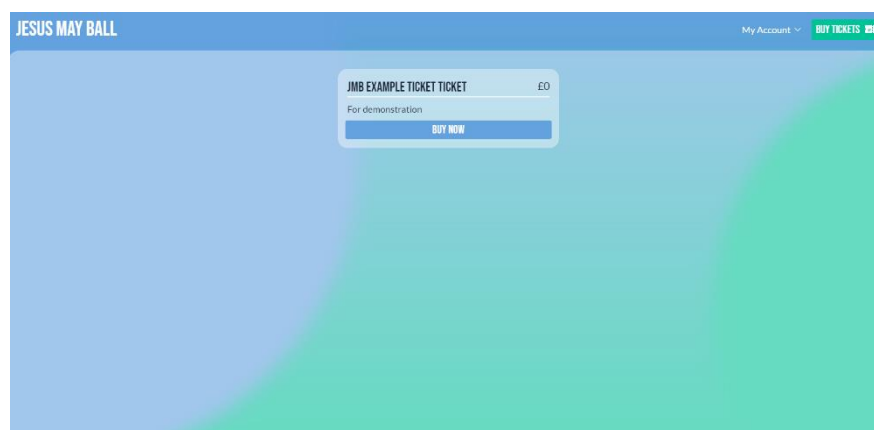 JESUS MAY BALL
My Account
BUY TICKETS
JMB EXAMPLE TICKET TICKET £0
For demonstration
BUY NOW